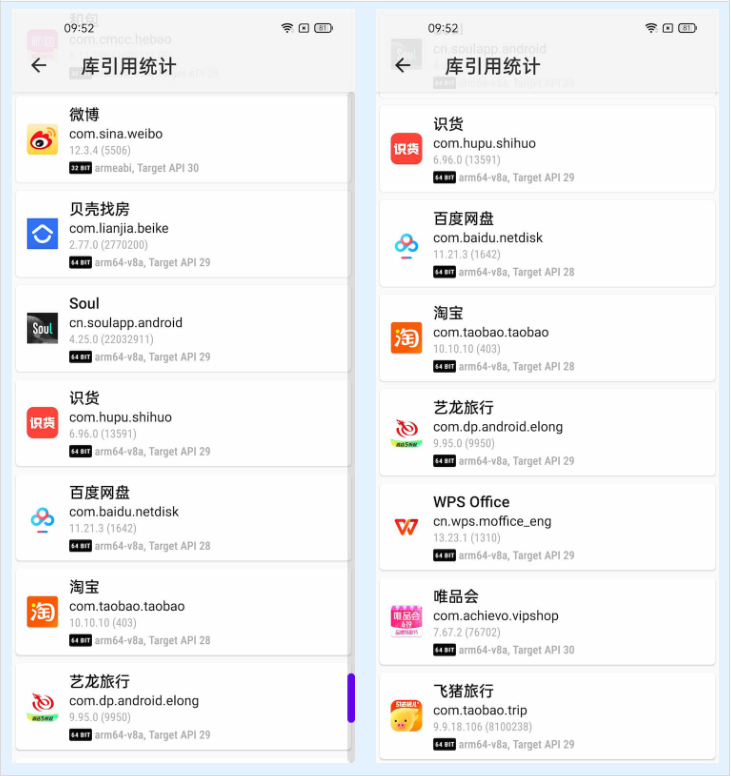 09:52
81
和包
com.cmcc.hebao
库引用统计
微博
com.sina.weibo
12.3.4 (5506)
32 BIT armeabi, Target API 30
贝壳找房
com.lianjia.beike
2.77.0 (2770200)
64 BIT arm64-v8a, Target API 29
Soul
Soul
cn.soulapp.android
4.25.0 (22032911)
64 BIT arm64-v8a, Target API 29
识货
识货
com.hupu.shihuo
6.96.0 (13591)
64 BIT arm64-v8a, Target API 29
百度网盘
com.baidu.netdisk
11.21.3 (1642)
64 BIT arm64-v8a, Target API 28
淘宝
淘
com.taobao.taobao
10.10.10 (403)
64 BIT arm64-v8a, Target API 28
艺龙旅行
com.dp.android.elong
9.95.0 (9950)
64 BIT arm64-v8a, Target API 29
09:52
81
cn.soulapp.android
库引用统计
识货
识货
com.hupu.shihuo
6.96.0 (13591)
64 BIT arm64-v8a, Target API 29
百度网盘
com.baidu.netdisk
11.21.3 (1642)
64 BIT arm64-v8a, Target API 28
淘宝
淘
com.taobao.taobao
10.10.10 (403)
64 BIT arm64-v8a, Target API 28
艺龙旅行
com.dp.android.elong
9.95.0 (9950)
64 BIT arm64-v8a, Target API 29
WPS Office
cn.wps.moffice_eng
13.23.1 (1310)
64 BIT arm64-v8a, Target API 29
唯品会
唯品会
com.achievo.vipshop
7.67.2 (76702)
64 BIT arm64-v8a, Target API 30
飞猪旅行
com.taobao.trip
9.9.18.106 (8100238)
64 BIT arm64-v8a, Target API 29